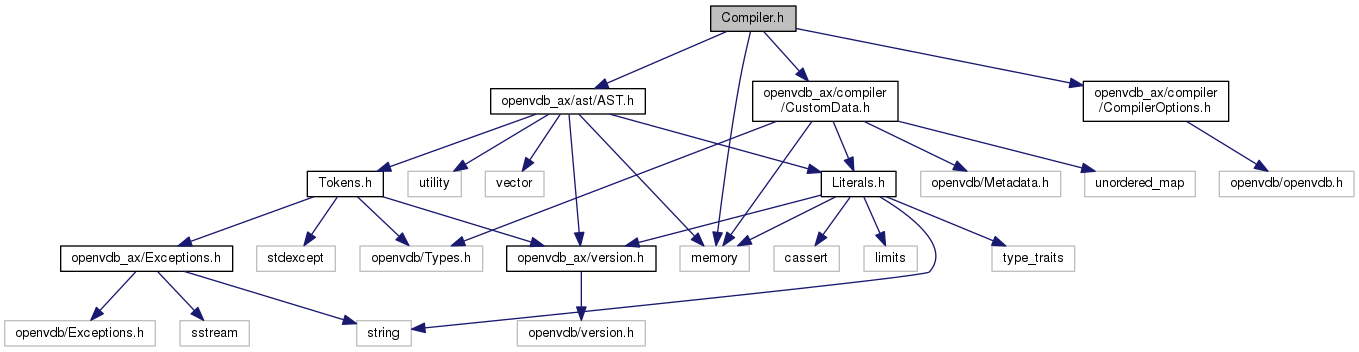 Compiler.h
openvdb_ax/ast/AST.h
openvdb_ax/compiler
/CustomData.h
openvdb_ax/compiler
/CompilerOptions.h
Tokens.h
utility
vector
Literals.h
openvdb/Metadata.h
unordered_map
openvdb/openvdb.h
openvdb_ax/Exceptions.h
stdexcept
openvdb/Types.h
openvdb_ax/version.h
memory
cassert
limits
type_traits
openvdb/Exceptions.h
sstream
string
openvdb/version.h